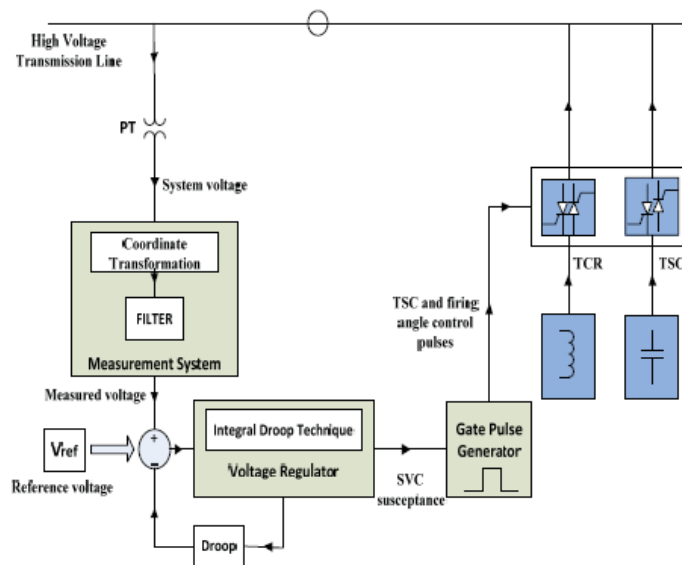 High Voltage
Transmission Line
PT
System voltage
Coordinate
Transformation
FILTER
Measurement System
Measured voltage
Vref
Reference voltage
+
-
Integral Droop Technique
Voltage Regulator
Droop
SVC
susceptance
Gate Pulse
Generator
TSC and firing
angle control
pulses
TCR
TSC